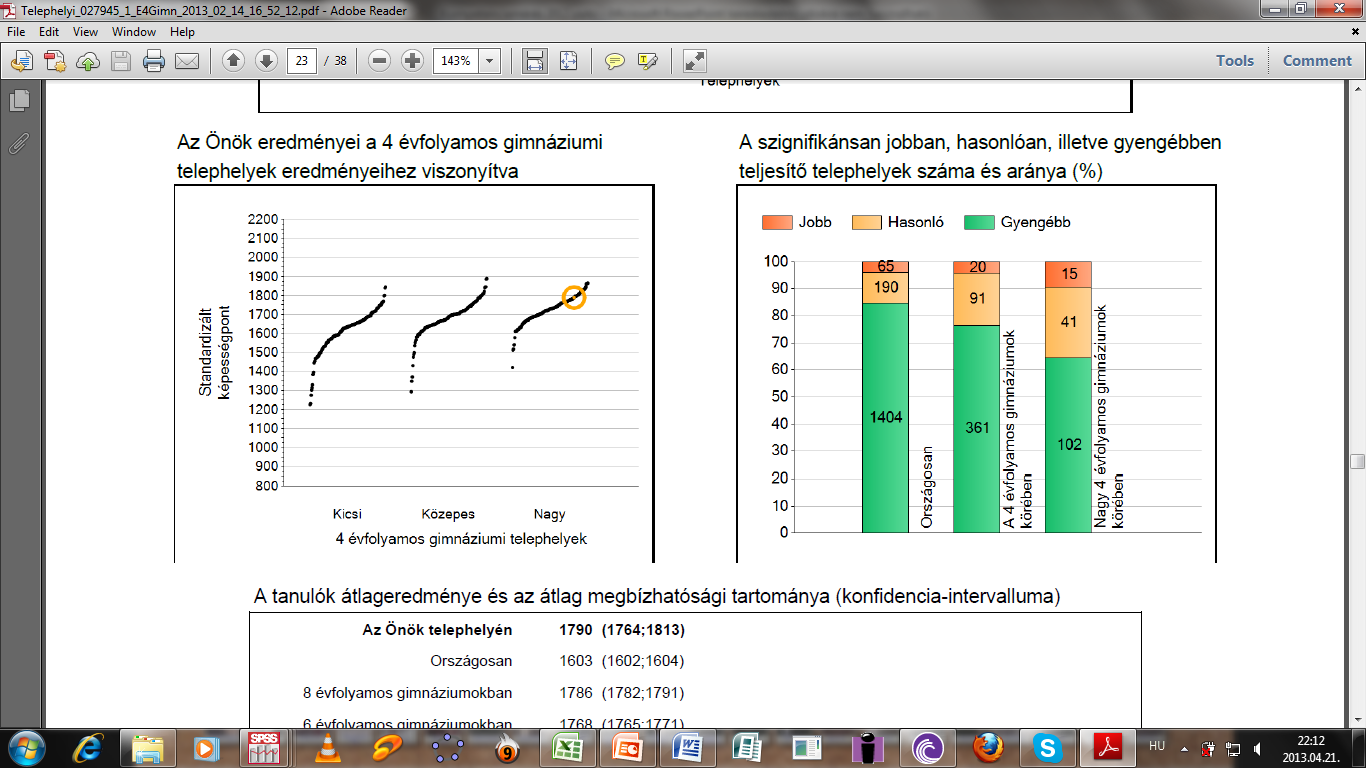 Telephelyi_027945_1_E4Gimn_2013_02_14_16_52_12.pdf - Adobe Reader
File Edit View Window Help
23 / 38 143% Tools Comment
Telephelyek
Az Önök eredményei a 4 évfolyamos gimnáziumi
telephelyek eredményeihez viszonyítva
Standardizált
képességpont
2200
2100
2000
1900
1800
1700
1600
1500
1400
1300
1200
1100
1000
900
800
Kicsi Közepes Nagy
4 évfolyamos gimnáziumi telephelyek
A szignifikánsan jobban, hasonlóan, illetve gyengébben
teljesítő telephelyek száma és aránya (%)
Jobb Hasonló Gyengébb
100
90
80
70
60
50
40
30
20
10
0
65
190
1404
Országosan
20
91
361
A 4 évfolyamos gimnáziumok
körében
15
41
102
Nagy 4 évfolyamos gimnáziumok
körében
A tanulók átlageredménye és az átlag megbízhatósági tartománya (konfidencia-intervalluma)
Az Önök telephelyén 1790 (1764;1813)
Országosan 1603 (1602;1604)
8 évfolyamos gimnáziumokban 1786 (1782;1791)
6 évfolyamos gimnáziumokban 1768 (1765;1771)
SPSS
9
HU
22:12
2013.04.21.